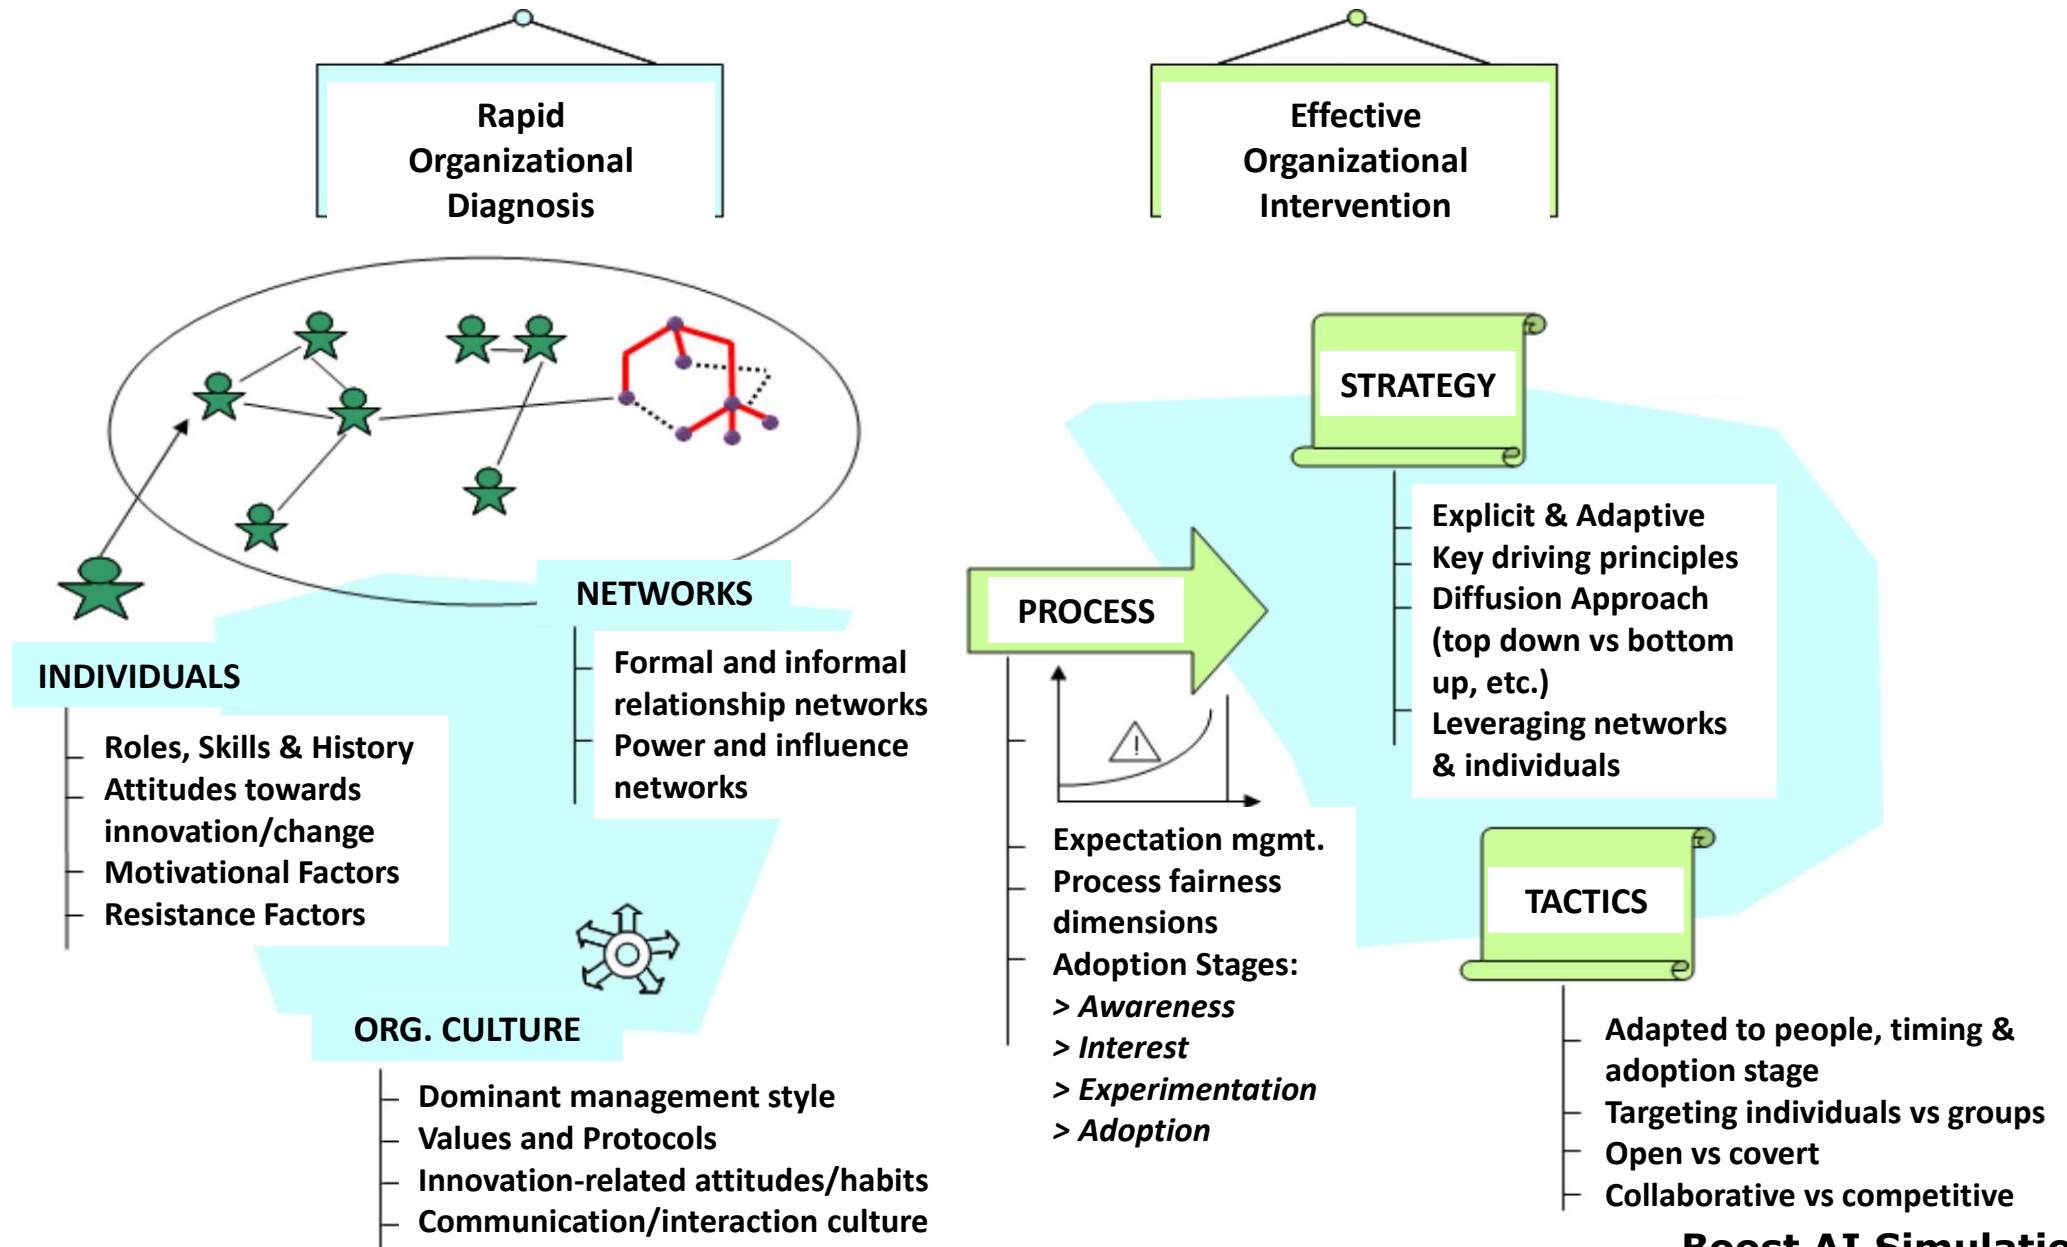 Rapid
Organizational
Diagnosis
Effective
Organizational
Intervention
NETWORKS
Formal and informal
relationship networks
Power and influence
networks
INDIVIDUALS
Roles, Skills & History
Attitudes towards
innovation/change
Motivational Factors
Resistance Factors
ORG. CULTURE
Dominant management style
Values and Protocols
Innovation-related attitudes/habits
Communication/interaction culture
STRATEGY
Explicit & Adaptive
Key driving principles
Diffusion Approach
(top down vs bottom
up, etc.)
Leveraging networks
& individuals
PROCESS
!
Expectation mgmt.
Process fairness
dimensions
Adoption Stages:
> Awareness
> Interest
> Experimentation
> Adoption
TACTICS
Adapted to people, timing &
adoption stage
Targeting individuals vs groups
Open vs covert
Collaborative vs competitive
Boost AI